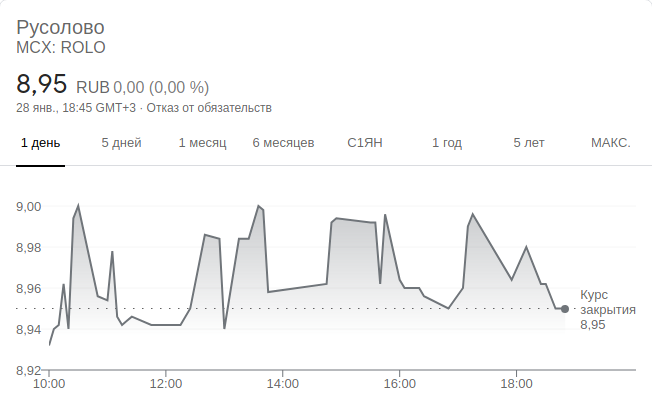 Русолово
MCX: ROLO
8,95 RUB 0,00 (0,00 %)
28 янв., 18:45 GMT+3 · Отказ от обязательств
1 день 5 дней 1 месяц 6 месяцев С1ЯН 1 год 5 лет МАКС.
9,00
8,98
8,96
8,94
8,92
Курс
закрытия
8,95
10:00 12:00 14:00 16:00 18:00